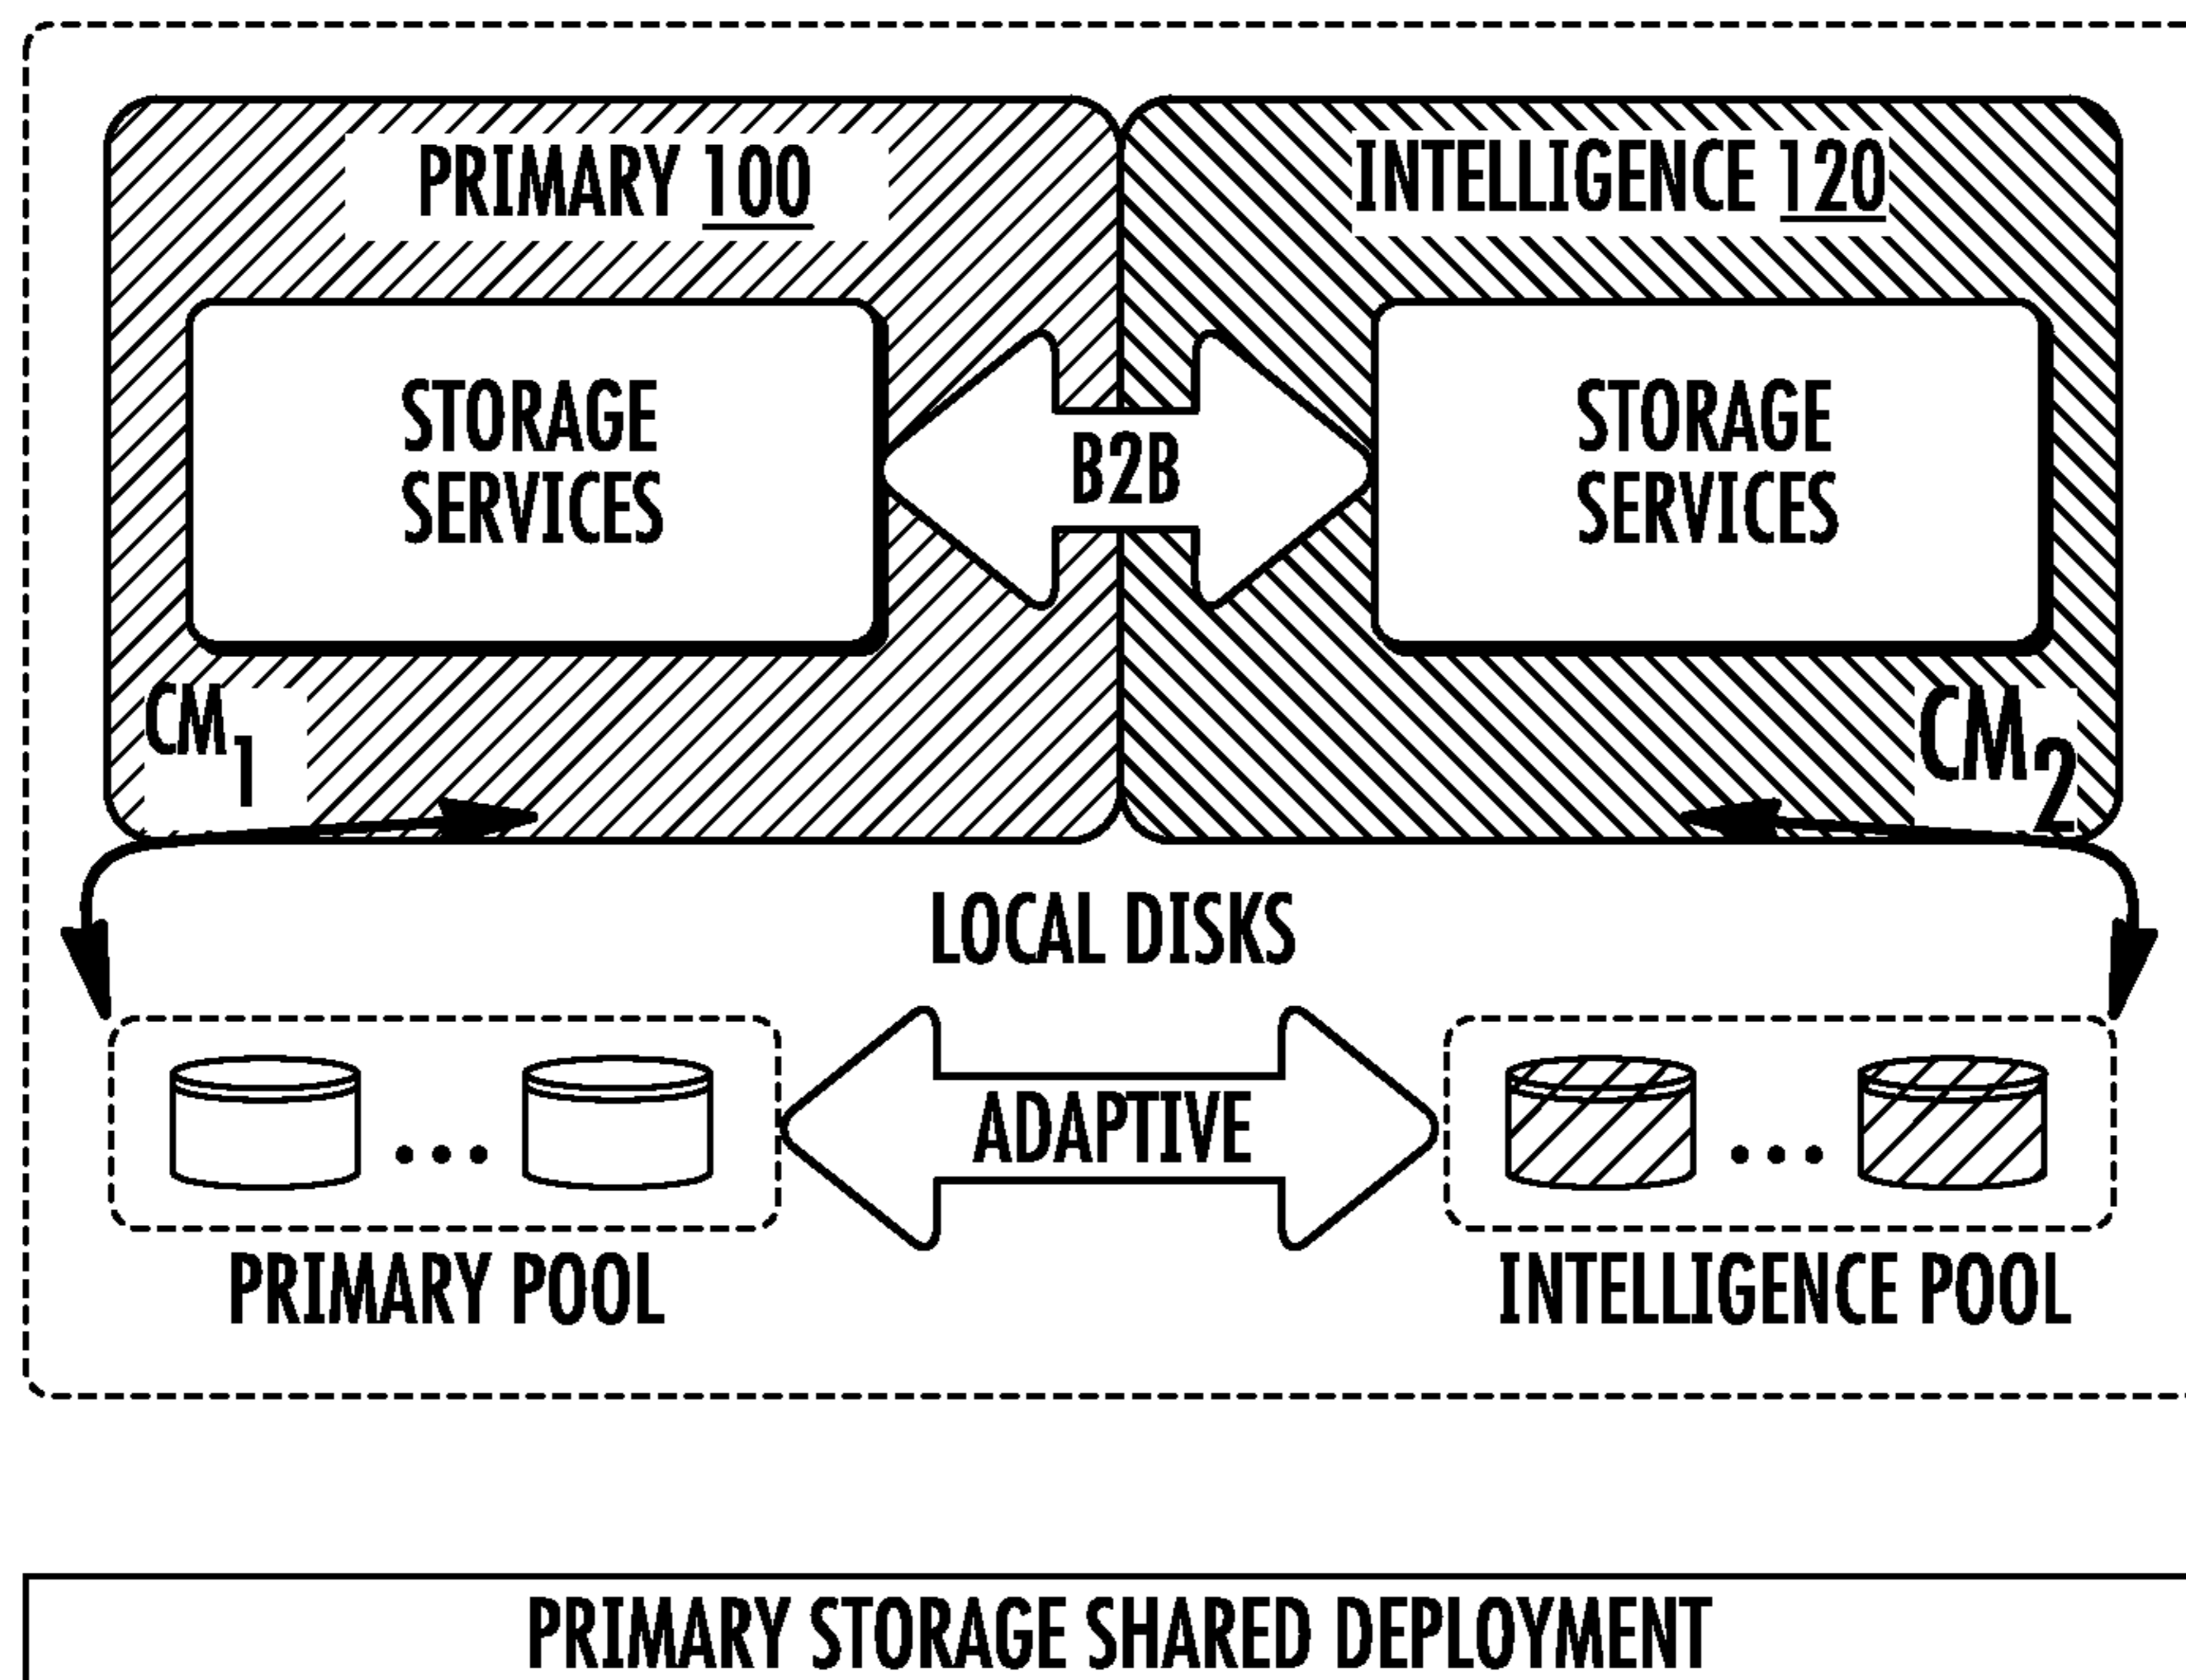 PRIMARY 100
INTELLIGENCE 120
STORAGE
SERVICES
B2B
STORAGE
SERVICES
CM1
CM2
LOCAL DISKS
ADAPTIVE
PRIMARY POOL
INTELLIGENCE POOL
PRIMARY STORAGE SHARED DEPLOYMENT